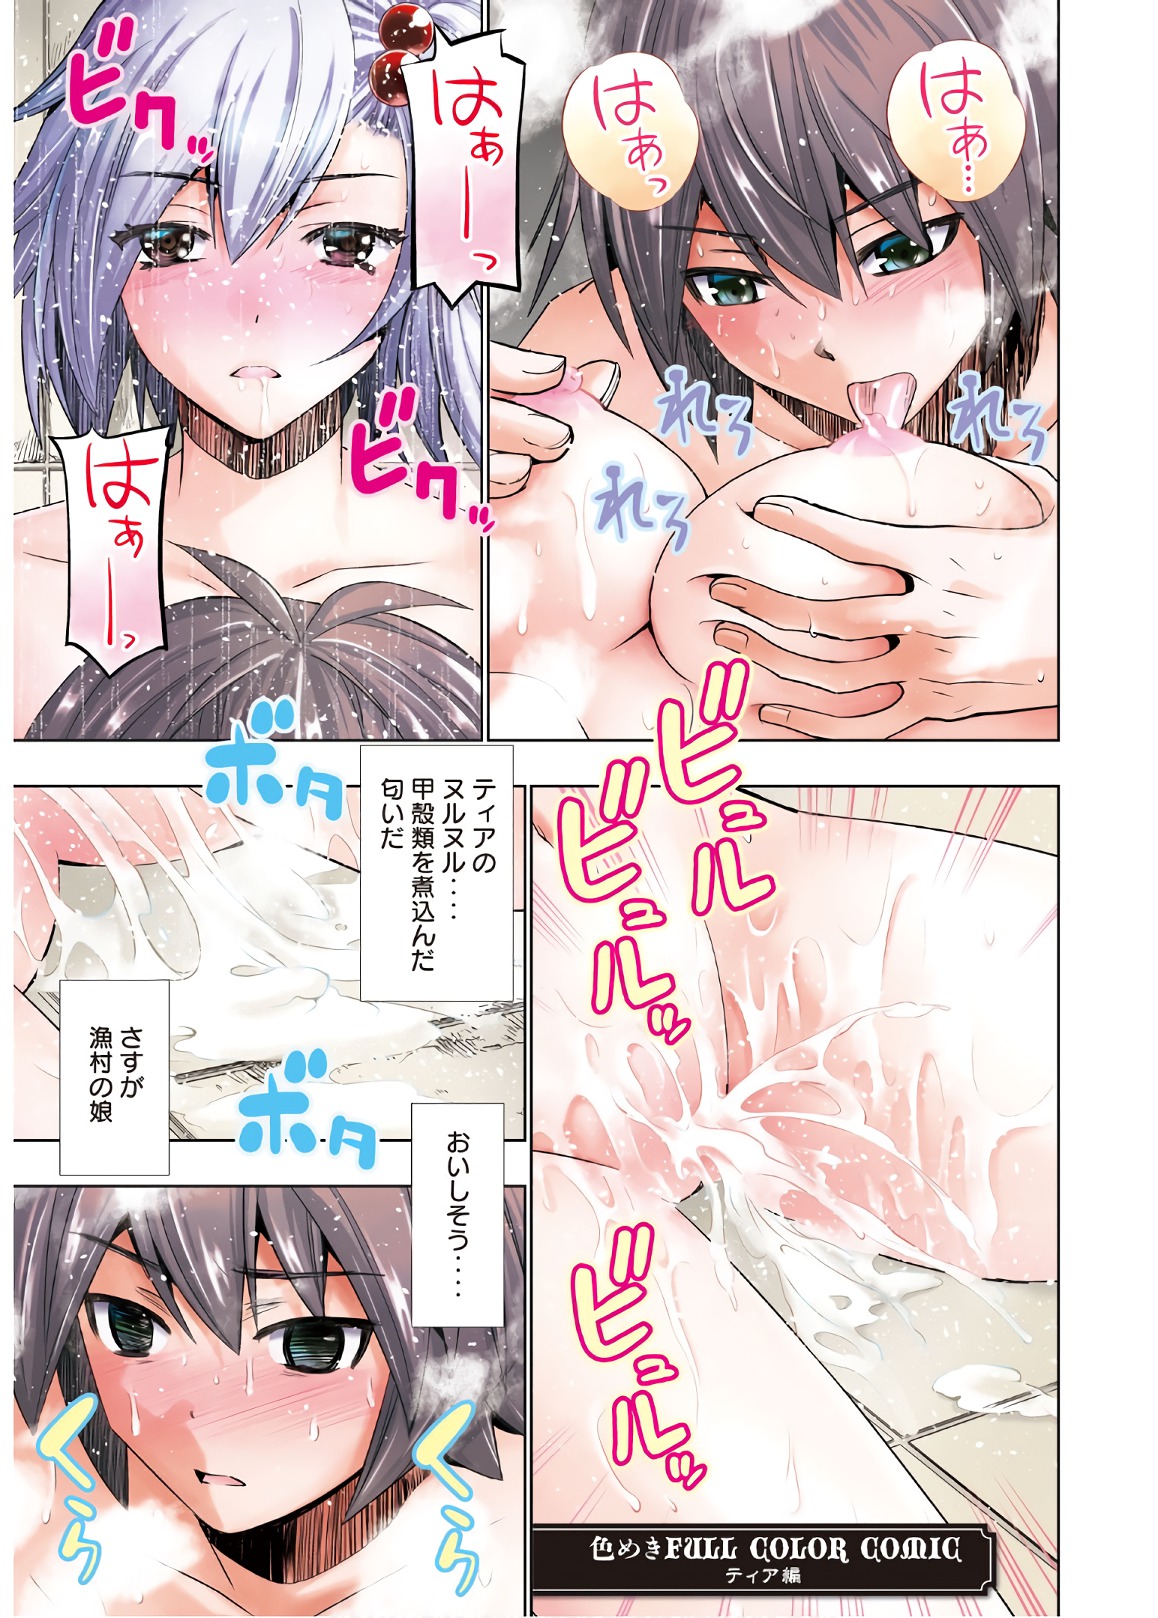 はぁ…
はぁっ
れろ
れろ
れろ
はぁーっ
ビクッ
ビクッ
はぁーっ
ビュルビュルッ
ビュルビュルッ
ティアの
ヌルヌル‥‥
甲殻類を煮込んだ
匂いだ
ボタ
さすが
漁村の娘
ボタ
おいしそう‥‥
くら
くら
色めきFULL COLOR COMIC
ティア編